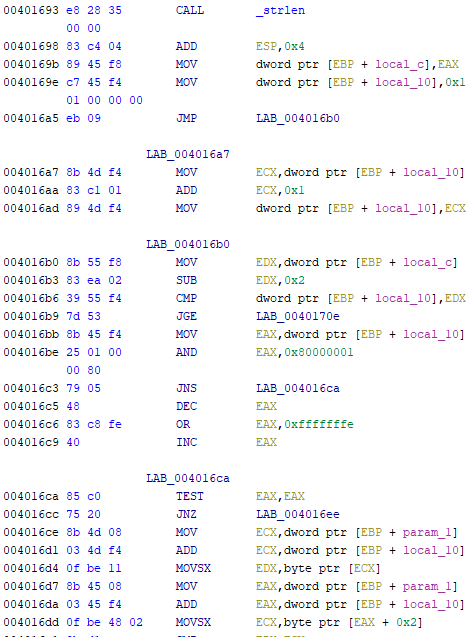 00401693 e8 28 35 CALL _strlen
00 00
00401698 83 c4 04 ADD ESP,0x4
0040169b 89 45 f8 MOV dword ptr [EBP + local_c],EAX
0040169e c7 45 f4 MOV dword ptr [EBP + local_10],0x1
01 00 00 00
004016a5 eb 09 JMP LAB_004016b0
LAB_004016a7
004016a7 8b 4d f4 MOV ECX,dword ptr [EBP + local_10]
004016aa 83 c1 01 ADD ECX,0x1
004016ad 89 4d f4 MOV dword ptr [EBP + local_10],ECX
LAB_004016b0
004016b0 8b 55 f8 MOV EDX,dword ptr [EBP + local_c]
004016b3 83 ea 02 SUB EDX,0x2
004016b6 39 55 f4 CMP dword ptr [EBP + local_10],EDX
004016b9 7d 53 JGE LAB_0040170e
004016bb 8b 45 f4 MOV EAX,dword ptr [EBP + local_10]
004016be 25 01 00 AND EAX,0x80000001
00 80
004016c3 79 05 JNS LAB_004016ca
004016c5 48 DEC EAX
004016c6 83 c8 fe OR EAX,0xfffffffe
004016c9 40 INC EAX
LAB_004016ca
004016ca 85 c0 TEST EAX,EAX
004016cc 75 20 JNZ LAB_004016ee
004016ce 8b 4d 08 MOV ECX,dword ptr [EBP + param_1]
004016d1 03 4d f4 ADD ECX,dword ptr [EBP + local_10]
004016d4 0f be 11 MOVSX EDX,byte ptr [ECX]
004016d7 8b 45 08 MOV EAX,dword ptr [EBP + param_1]
004016da 03 45 f4 ADD EAX,dword ptr [EBP + local_10]
004016dd 0f be 48 02 MOVSX ECX,byte ptr [EAX + 0x2]